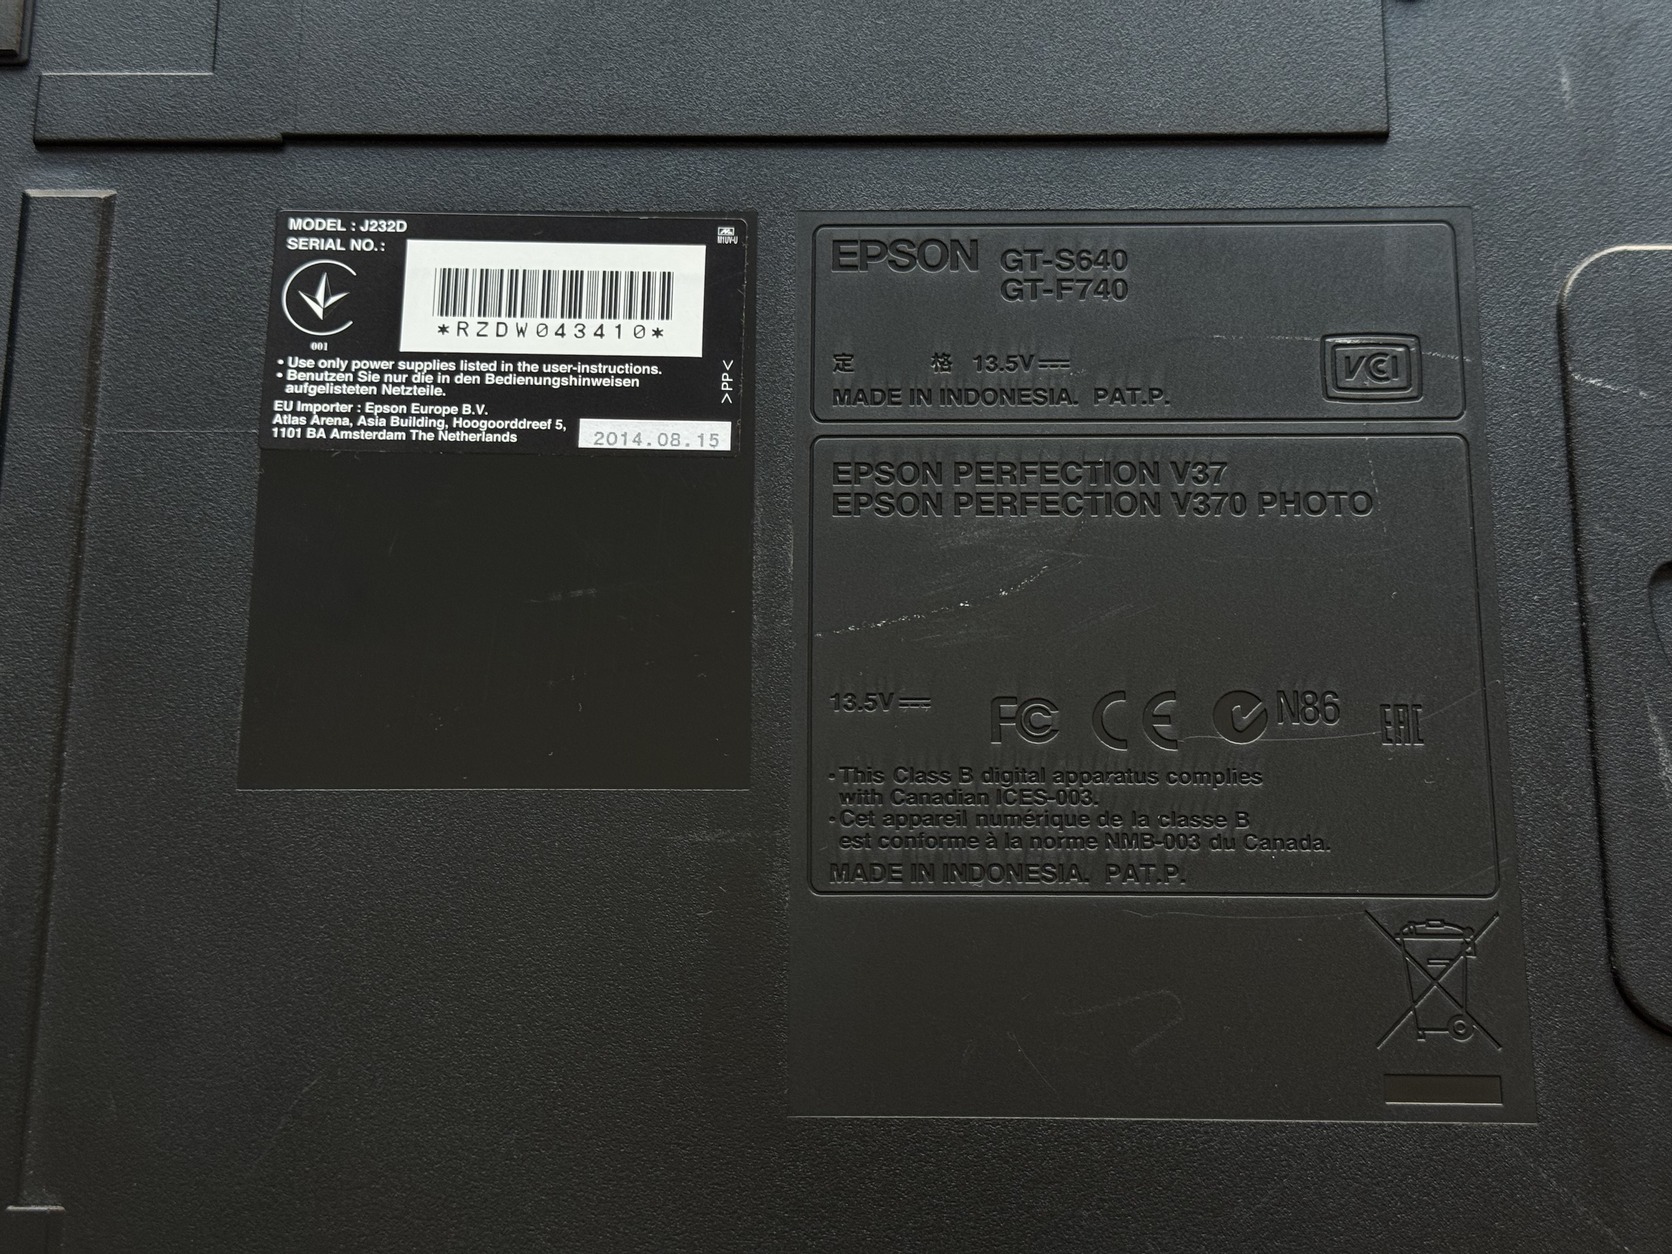 MODEL : J232D
SERIAL NO. :
*RZDW043410*
001
• Use only power supplies listed in the user-instructions.
• Benutzen Sie nur die in den Bedienungshinweisen
aufgelisteten Netzteile.
EU Importer : Epson Europe B.V.
Atlas Arena, Asia Building, Hoogoorddreef 5,
1101 BA Amsterdam The Netherlands
2014.08.15
>PP<
M1UV-U
EPSON GT-S640
GT-F740
定 格 13.5V
MADE IN INDONESIA. PAT.P.
VCI
EPSON PERFECTION V37
EPSON PERFECTION V370 PHOTO
13.5V FC CE N86 EAC
・This Class B digital apparatus complies
with Canadian ICES-003.
・Cet appareil numérique de la classe B
est conforme à la norme NMB-003 du Canada.
MADE IN INDONESIA. PAT.P.